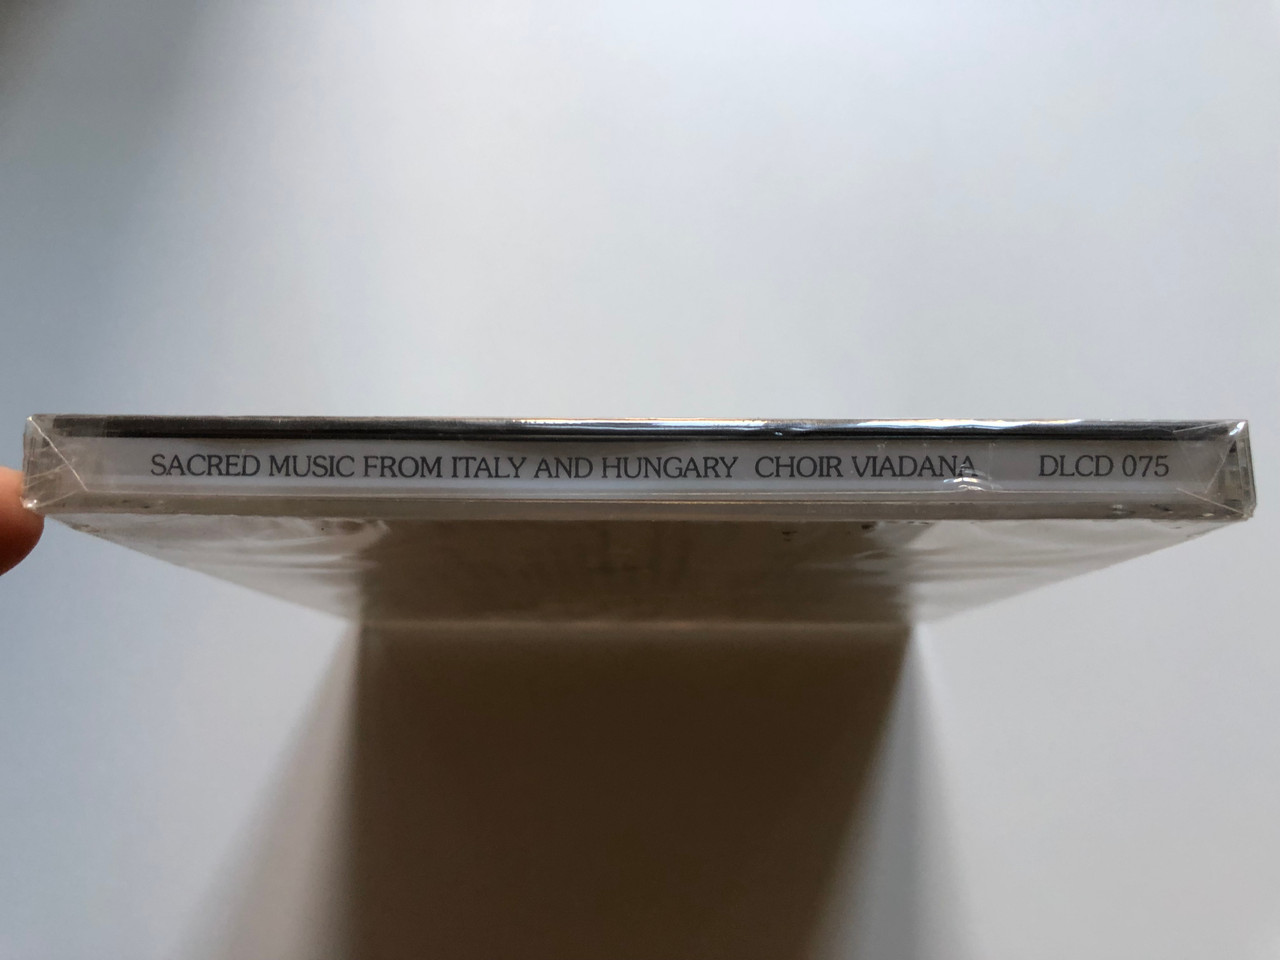 SACRED MUSIC FROM ITALY AND HUNGARY CHOIR VIADANA DLCD 075